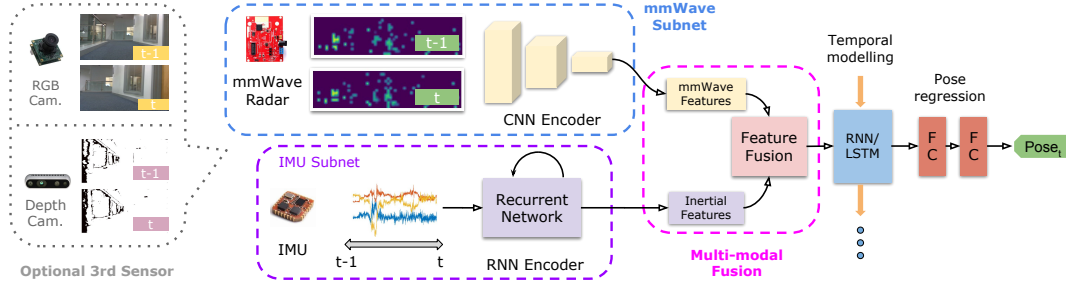 RGB
Cam.
t-1
t
Depth
Cam.
t-1
t
Optional 3rd Sensor
mmWave
Subnet
mmWave
Radar
t-1
t
CNN Encoder
IMU Subnet
IMU
t-1
t
Recurrent
Network
RNN Encoder
mmWave
Features
Feature
Fusion
Inertial
Features
Multi-modal
Fusion
Temporal
modelling
RNN/
LSTM
Pose
regression
F
C
F
C
Poseₜ